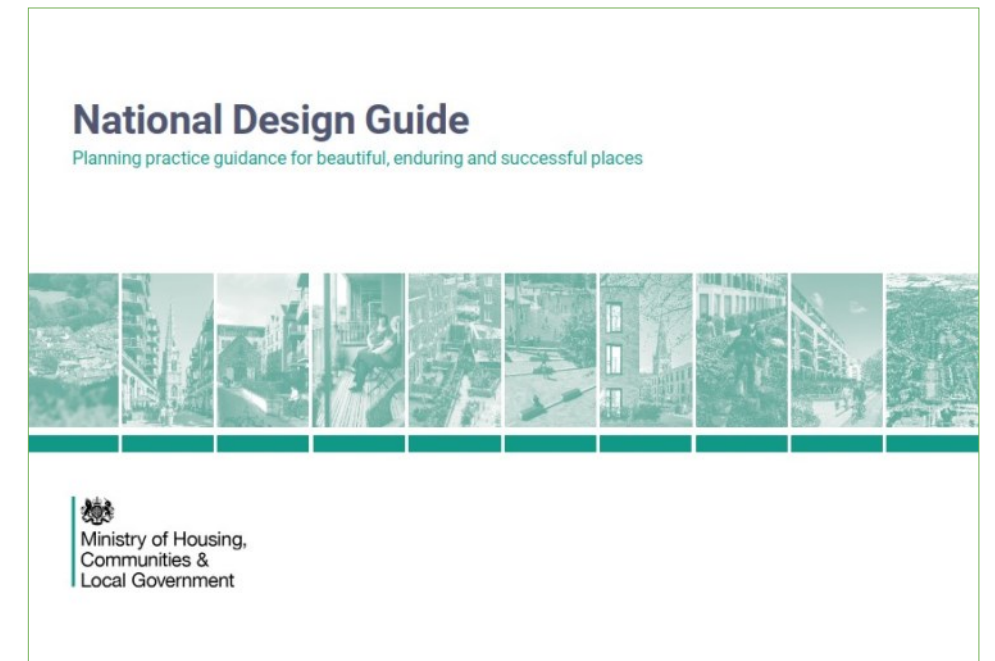 National Design Guide
Planning practice guidance for beautiful, enduring and successful places
Ministry of Housing,
Communities &
Local Government